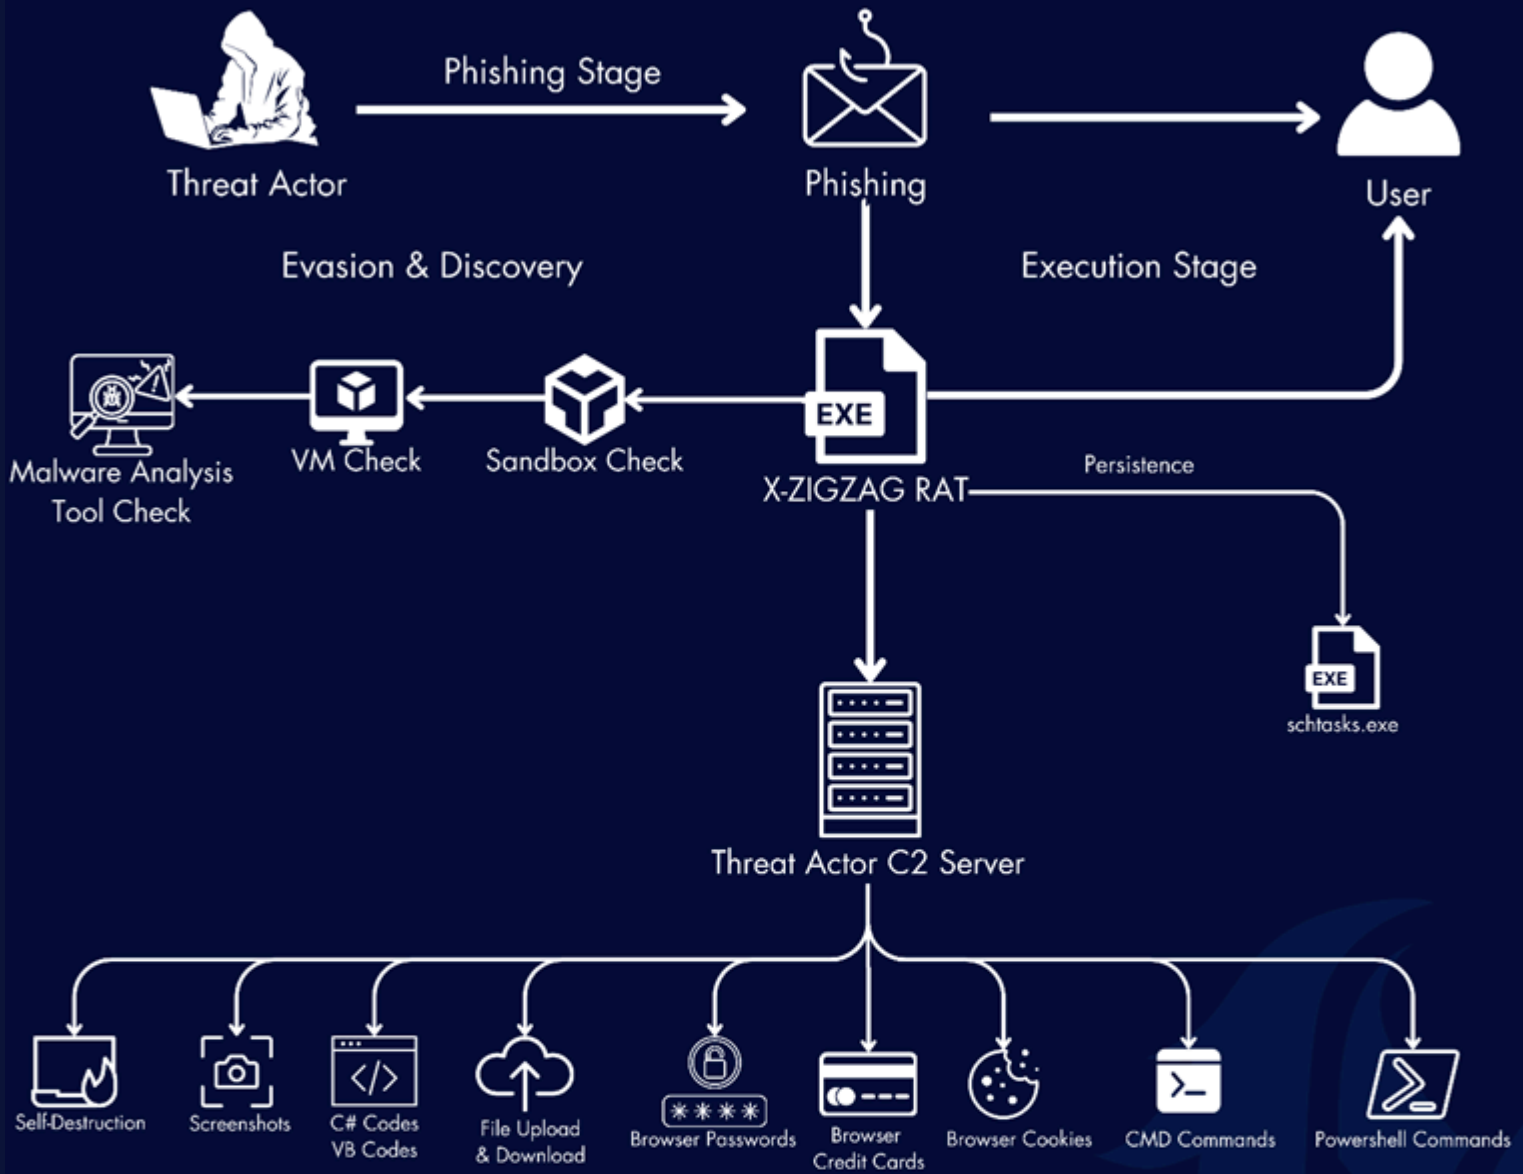 Phishing Stage
Threat Actor
Phishing
User
Evasion & Discovery
Execution Stage
EXE
Malware Analysis
Tool Check
VM Check
Sandbox Check
X-ZIGZAG RAT
Persistence
EXE
schtasks.exe
Threat Actor C2 Server
Self-Destruction
Screenshots
</>
C# Codes
VB Codes
File Upload
& Download
****
Browser Passwords
Browser
Credit Cards
Browser Cookies
>_
CMD Commands
>_
Powershell Commands